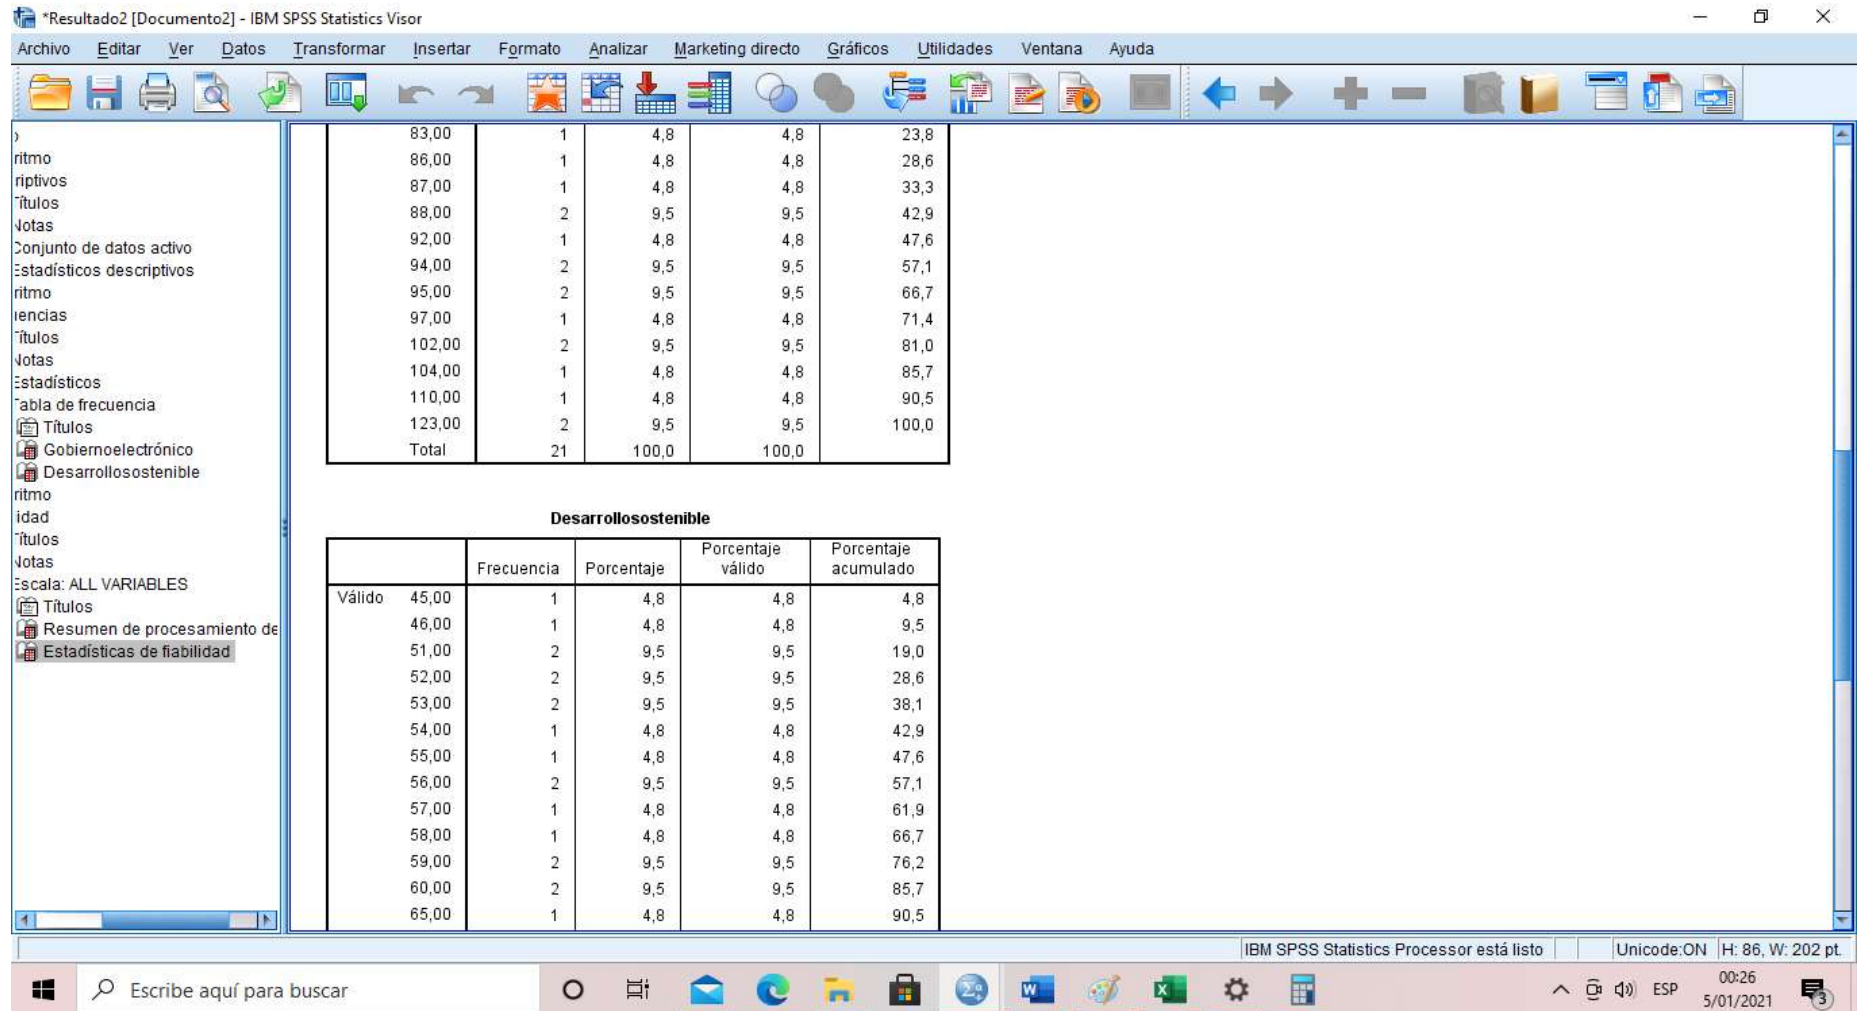 *Resultado2 [Documento2] - IBM SPSS Statistics Visor
Archivo Editar Ver Datos Transformar Insertar Formato Analizar Marketing directo Gráficos Utilidades Ventana Ayuda
ritmo
riptivos
Títulos
Notas
Conjunto de datos activo
Estadísticos descriptivos
ritmo
iencias
Títulos
Notas
Estadísticos
Tabla de frecuencia
Títulos
Gobiernoelectrónico
Desarrollosostenible
ritmo
idad
Títulos
Notas
Escala: ALL VARIABLES
Títulos
Resumen de procesamiento de
Estadísticas de fiabilidad
83,00 1 4,8 4,8 23,8
86,00 1 4,8 4,8 28,6
87,00 1 4,8 4,8 33,3
88,00 2 9,5 9,5 42,9
92,00 1 4,8 4,8 47,6
94,00 2 9,5 9,5 57,1
95,00 2 9,5 9,5 66,7
97,00 1 4,8 4,8 71,4
102,00 2 9,5 9,5 81,0
104,00 1 4,8 4,8 85,7
110,00 1 4,8 4,8 90,5
123,00 2 9,5 9,5 100,0
Total 21 100,0 100,0
Desarrollosostenible
Frecuencia Porcentaje Porcentaje válido Porcentaje acumulado
Válido 45,00 1 4,8 4,8 4,8
46,00 1 4,8 4,8 9,5
51,00 2 9,5 9,5 19,0
52,00 2 9,5 9,5 28,6
53,00 2 9,5 9,5 38,1
54,00 1 4,8 4,8 42,9
55,00 1 4,8 4,8 47,6
56,00 2 9,5 9,5 57,1
57,00 1 4,8 4,8 61,9
58,00 1 4,8 4,8 66,7
59,00 2 9,5 9,5 76,2
60,00 2 9,5 9,5 85,7
65,00 1 4,8 4,8 90,5
IBM SPSS Statistics Processor está listo Unicode:ON H: 86, W: 202 pt.
Escribe aquí para buscar
ESP
00:26
5/01/2021
3